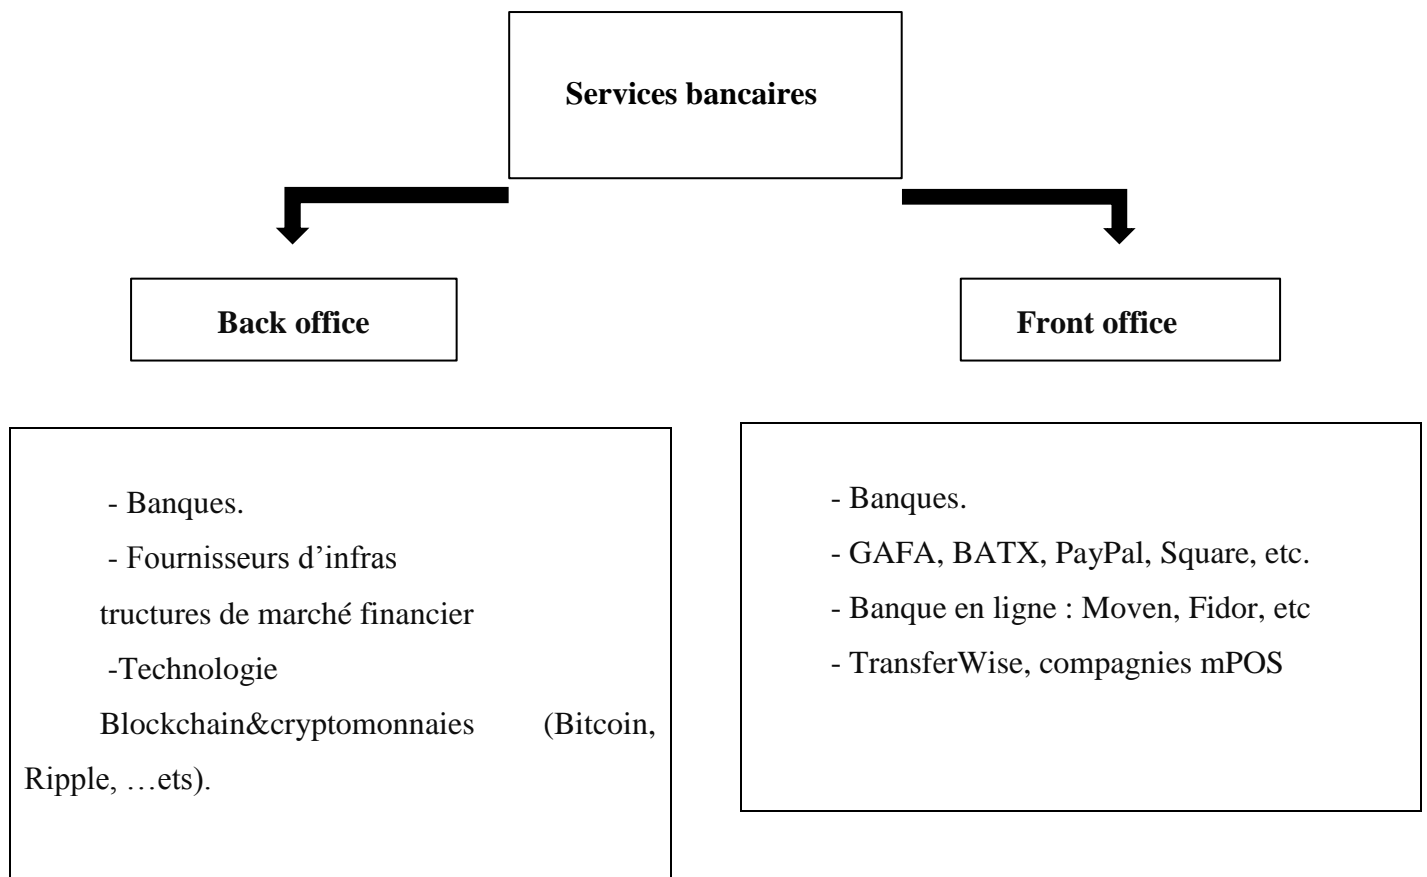 Services bancaires
Back office
Front office
- Banques.
- Fournisseurs d’infras
tructures de marché financier
-Technologie
Blockchain&cryptomonnaies (Bitcoin,
Ripple, …ets).
- Banques.
- GAFA, BATX, PayPal, Square, etc.
- Banque en ligne : Moven, Fidor, etc
- TransferWise, compagnies mPOS